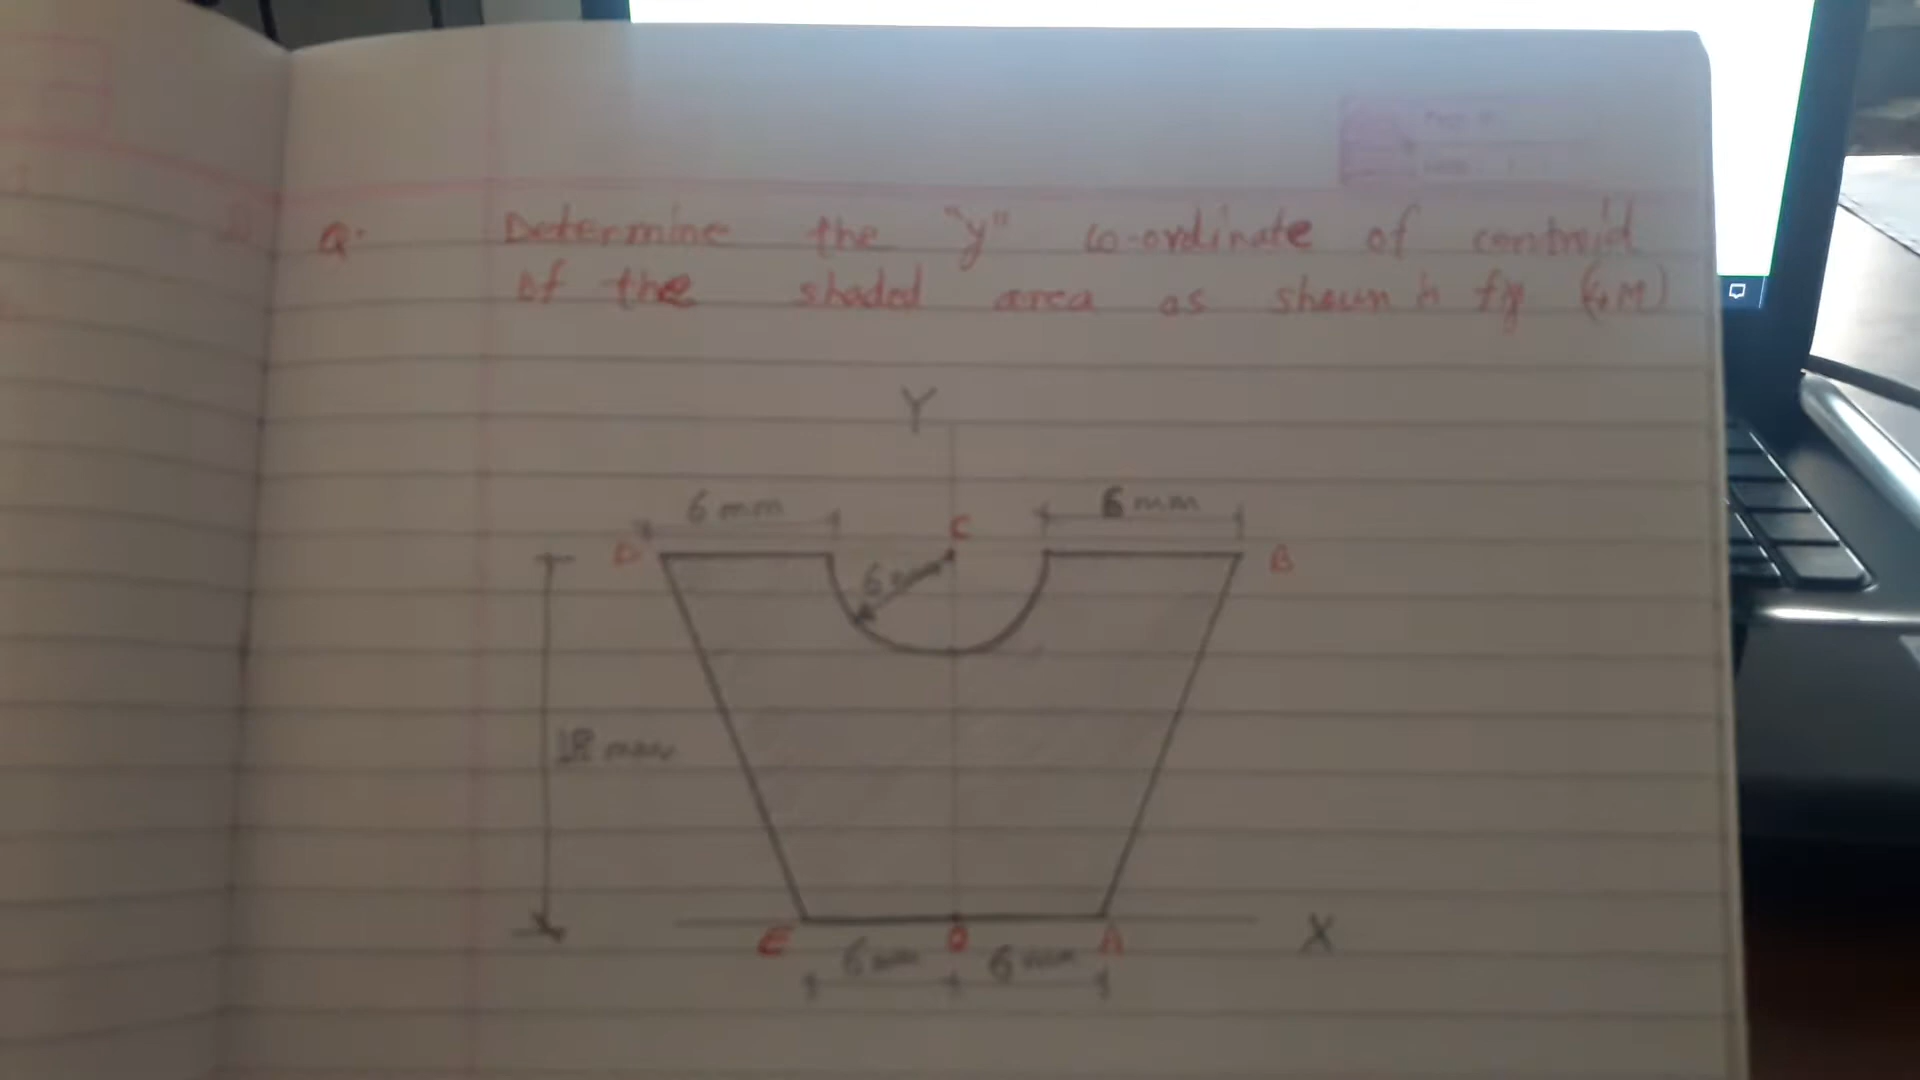 Q. Determine the "y" co-ordinate of centroid
of the shaded area as shown in fig (4M)
Y
6 mm
6 mm
C
D
B
6 mm
18 mm
E
O
A
X
6 mm
6 mm